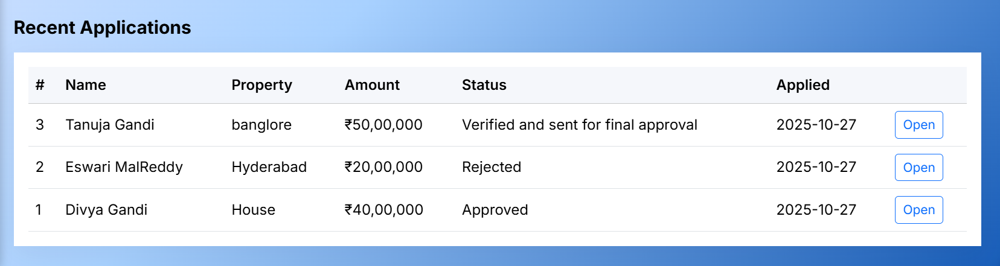 Recent Applications
# Name Property Amount Status Applied
3 Tanuja Gandi banglore ₹50,00,000 Verified and sent for final approval 2025-10-27 Open
2 Eswari MalReddy Hyderabad ₹20,00,000 Rejected 2025-10-27 Open
1 Divya Gandi House ₹40,00,000 Approved 2025-10-27 Open